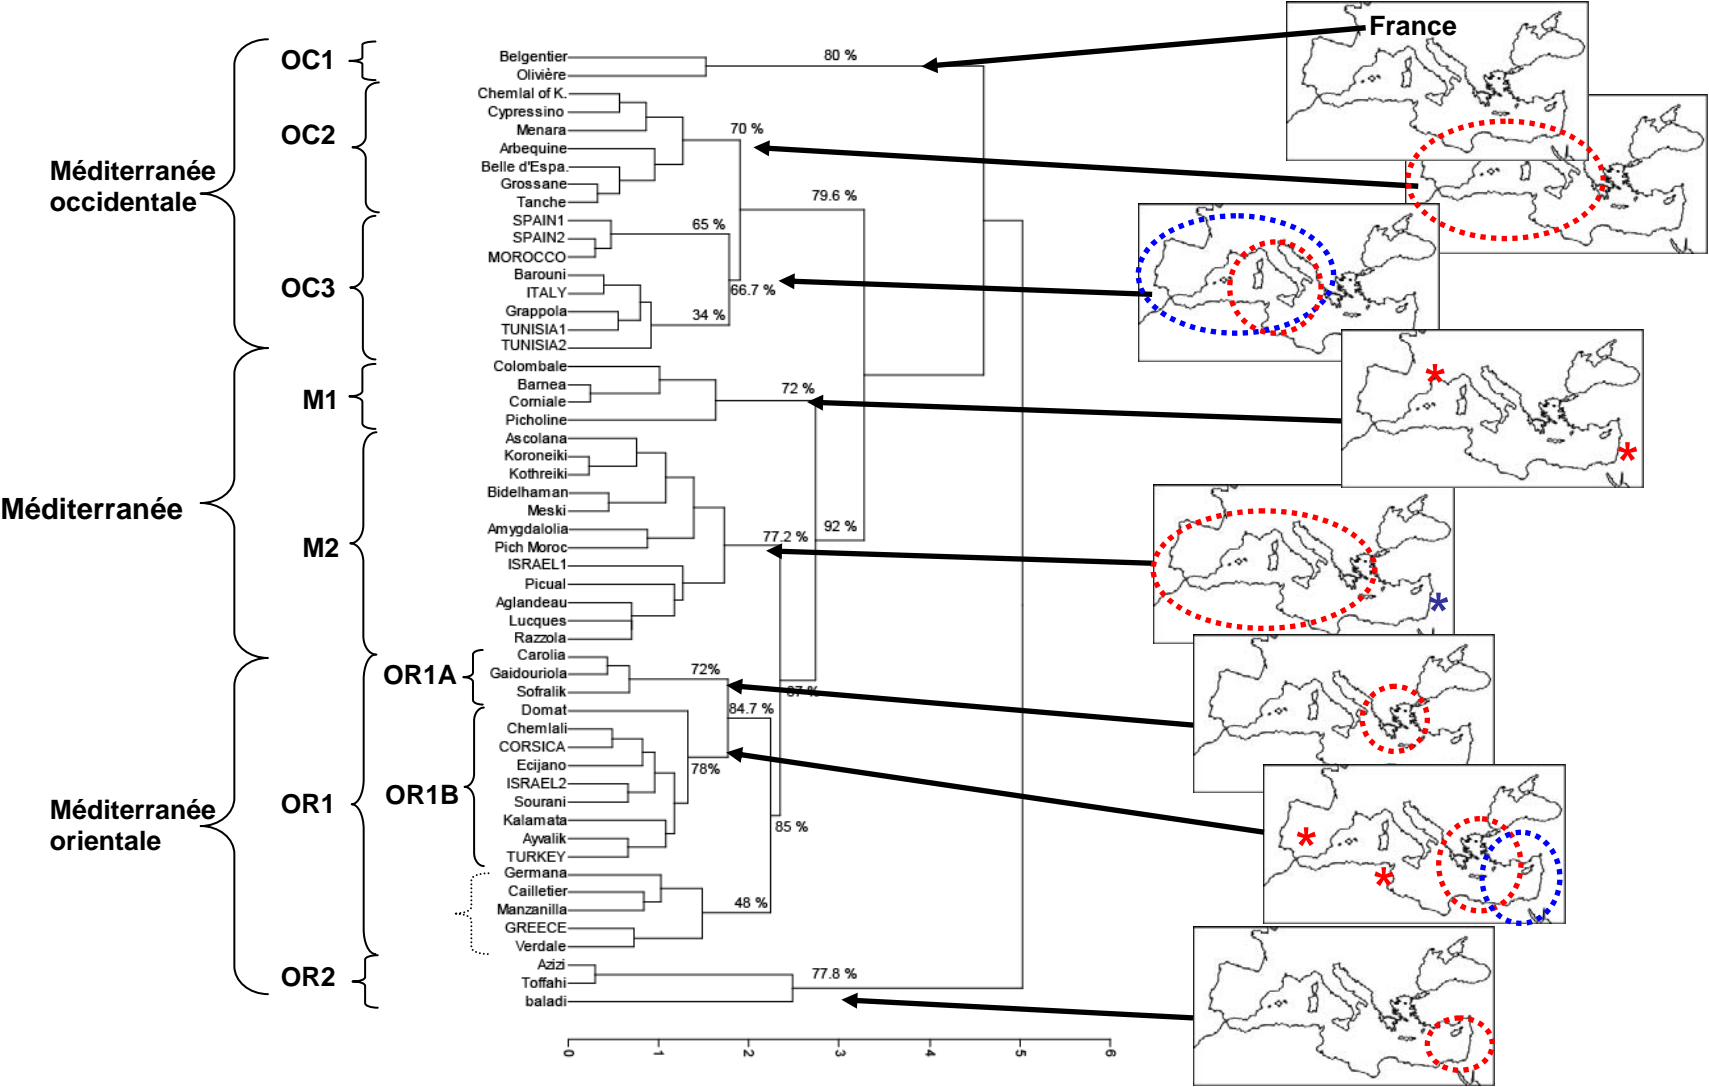 France
OC1
OC2
OC3
M1
M2
OR1A
OR1B
OR1
OR2
Méditerranée
occidentale
Méditerranée
Méditerranée
orientale
Belgentier
Olivière
Chemlal of K.
Cypressino
Menara
Arbequine
Belle d'Espa.
Grossane
Tanche
SPAIN1
SPAIN2
MOROCCO
Barouni
ITALY
Grappola
TUNISIA1
TUNISIA2
Colombale
Barnea
Corniale
Picholine
Ascolana
Koroneiki
Kothreiki
Bidelhaman
Meski
Amygdalolia
Pich Moroc
ISRAEL1
Picual
Aglandeau
Lucques
Razzola
Carolia
Gaidouriola
Sofralik
Domat
Chemlali
CORSICA
Ecijano
ISRAEL2
Sourani
Kalamata
Ayvalik
TURKEY
Germana
Cailletier
Manzanilla
GREECE
Verdale
Azizi
Toffahi
baladi
80 %
70 %
79.6 %
65 %
66.7 %
34 %
72 %
92 %
77.2 %
72%
87 %
84.7 %
78%
85 %
48 %
77.8 %
0
1
2
3
4
5
6